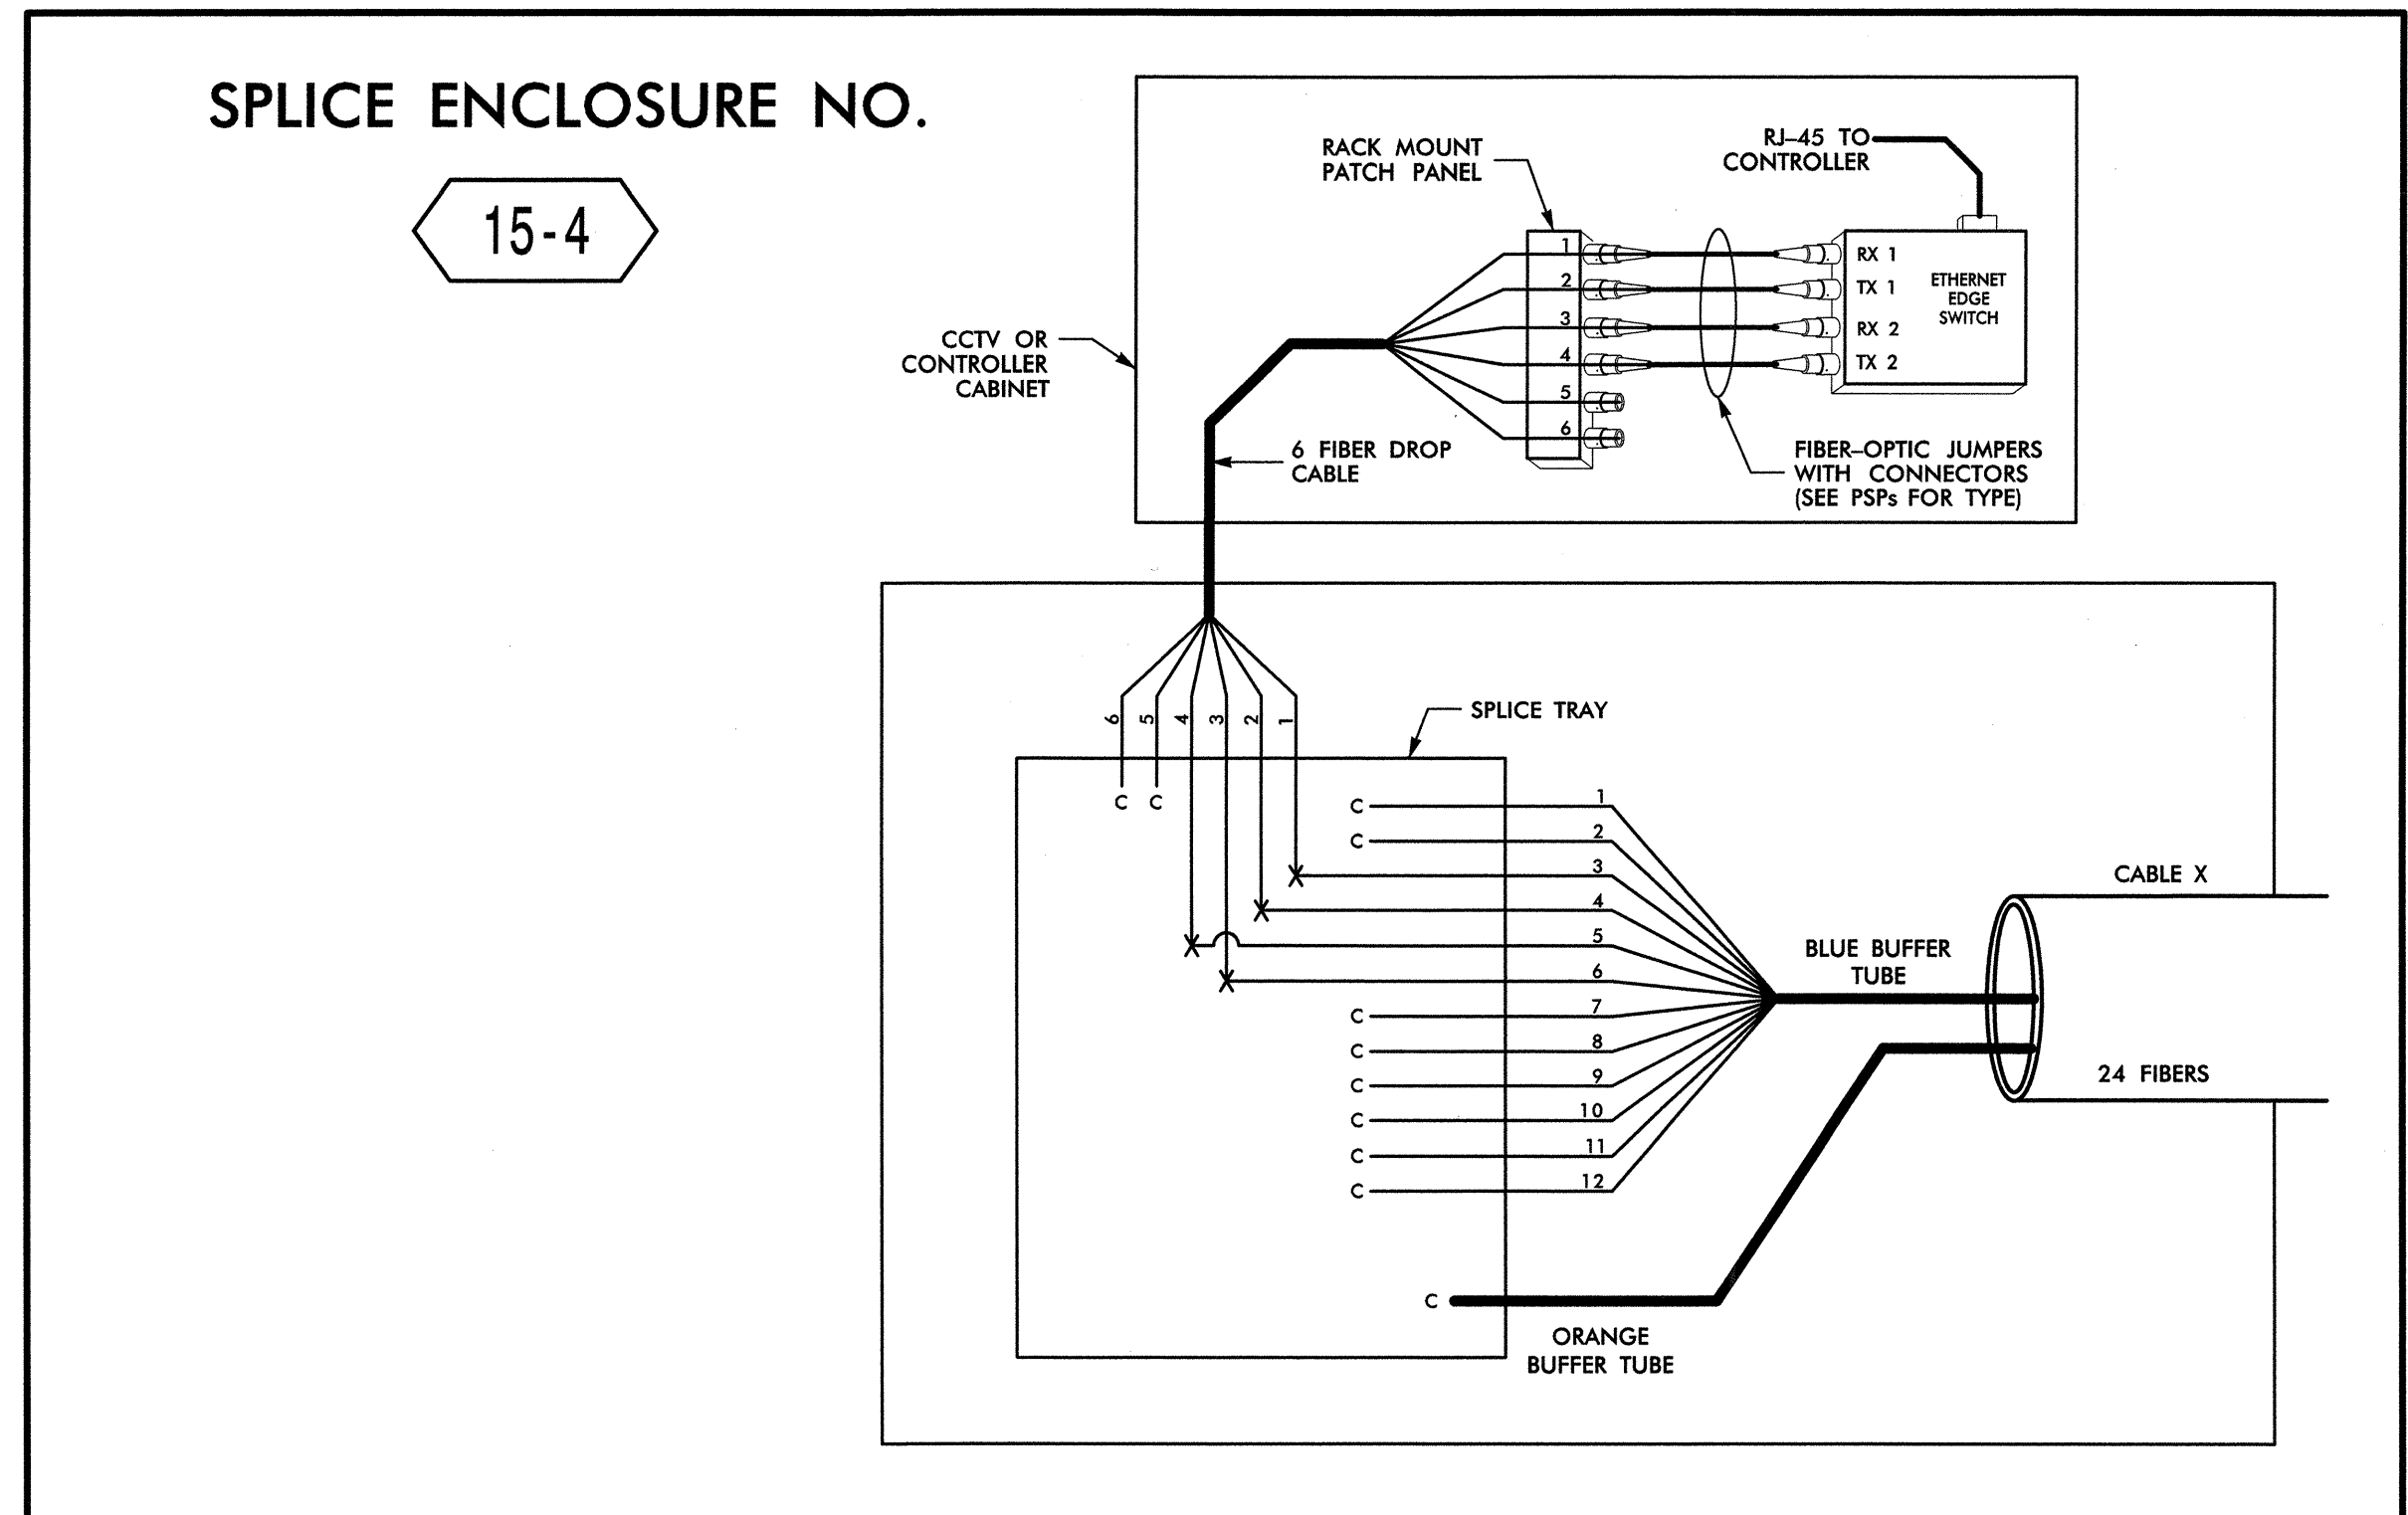 SPLICE ENCLOSURE NO.
15-4
RACK MOUNT
PATCH PANEL
RJ-45 TO
CONTROLLER
1
2
3
4
5
6
RX 1
TX 1
RX 2
TX 2
ETHERNET
EDGE
SWITCH
CCTV OR
CONTROLLER
CABINET
6 FIBER DROP
CABLE
FIBER-OPTIC JUMPERS
WITH CONNECTORS
(SEE PSPs FOR TYPE)
6 5 4 3 2 1
SPLICE TRAY
C C
C 1
C 2
3
4
5
6
C 7
C 8
C 9
C 10
C 11
C 12
CABLE X
BLUE BUFFER
TUBE
24 FIBERS
C
ORANGE
BUFFER TUBE